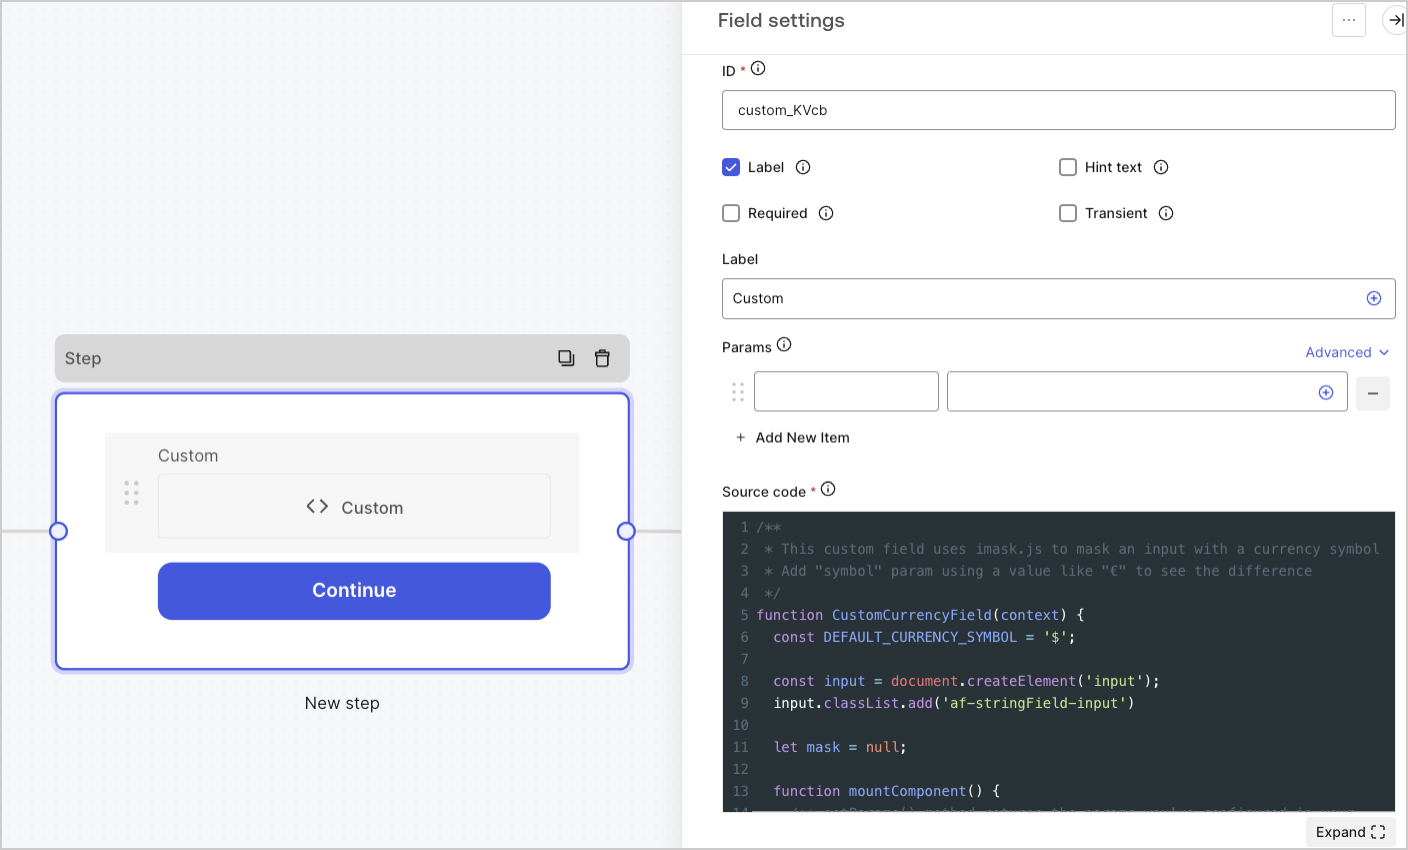 Field settings
ID *
custom_KVcb
Label
Hint text
Required
Transient
Label
Custom
Params
Advanced
Add New Item
Source code *
1 /**
2 * This custom field uses imask.js to mask an input with a currency symbol
3 * Add "symbol" param using a value like "€" to see the difference
4 */
5 function CustomCurrencyField(context) {
6 const DEFAULT_CURRENCY_SYMBOL = '$';
7
8 const input = document.createElement('input');
9 input.classList.add('af-stringField-input')
10
11 let mask = null;
12
13 function mountComponent() {
Expand
Step
Custom
Custom
Continue
New step